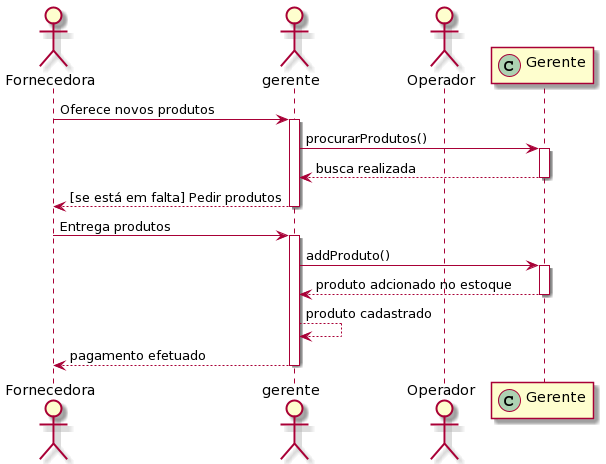 Fornecedora gerente Operador C Gerente
Oferece novos produtos
procurarProdutos()
busca realizada
[se está em falta] Pedir produtos
Entrega produtos
addProduto()
produto adcionado no estoque
produto cadastrado
pagamento efetuado
Fornecedora gerente Operador C Gerente